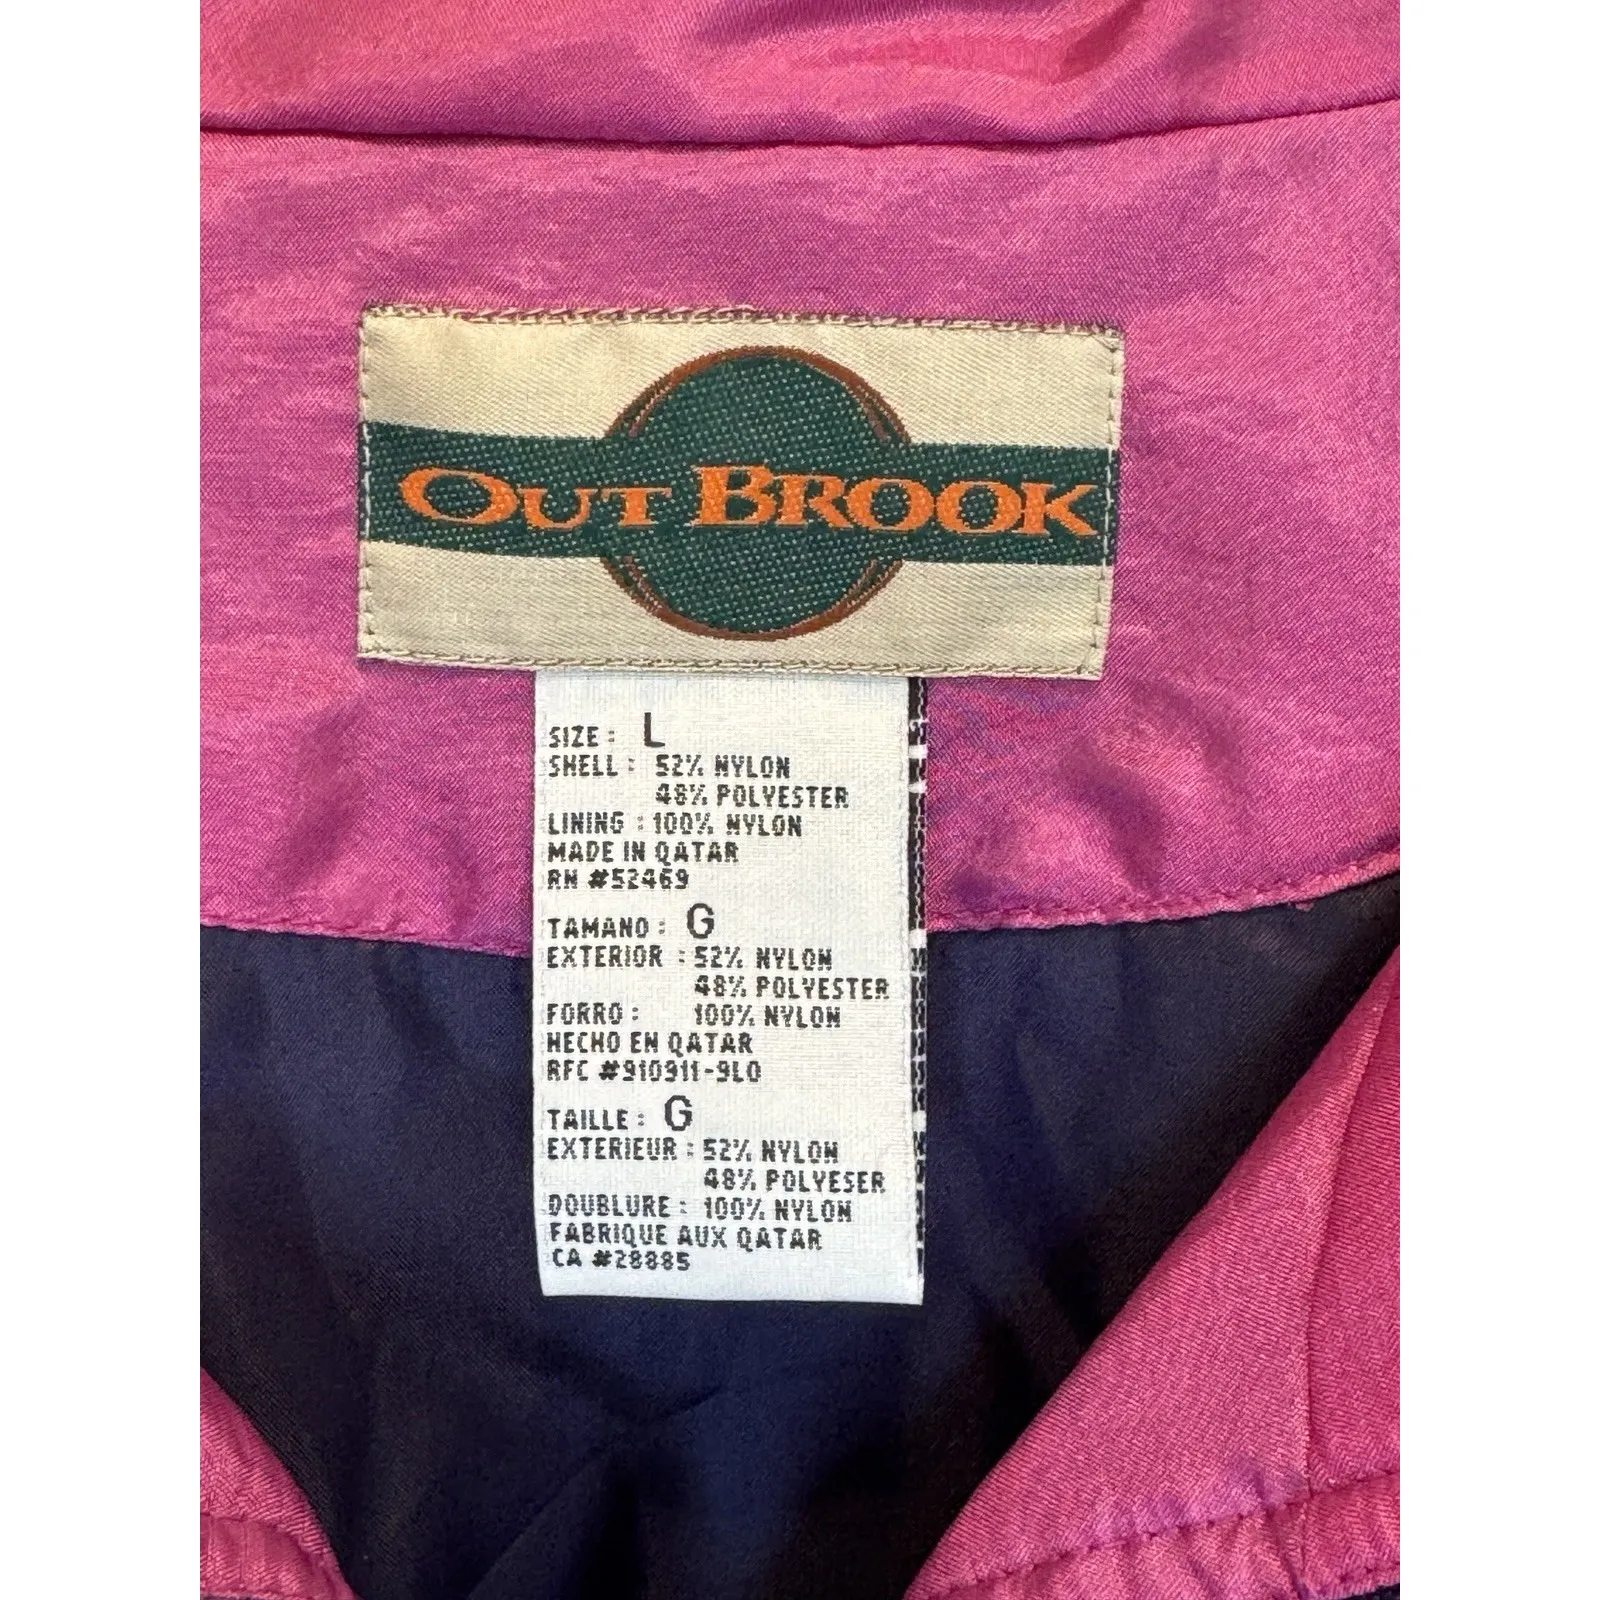 OUT BROOK
SIZE : L
SHELL : 52% NYLON
48% POLYESTER
LINING : 100% NYLON
MADE IN QATAR
RN #52469
TAMANO : G
EXTERIOR : 52% NYLON
48% POLYESTER
FORRO : 100% NYLON
HECHO EN QATAR
RFC #910911-9L0
TAILLE : G
EXTERIEUR : 52% NYLON
48% POLYESER
DOUBLURE : 100% NYLON
FABRIQUE AUX QATAR
CA #28885